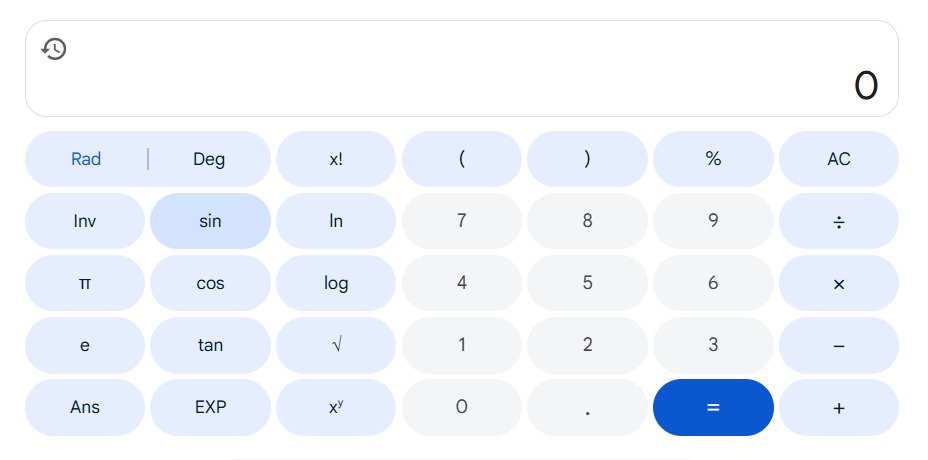 0
Rad | Deg x! ( ) % AC
Inv sin ln 7 8 9 ÷
π cos log 4 5 6 ×
e tan √ 1 2 3 −
Ans EXP xʸ 0 . = +